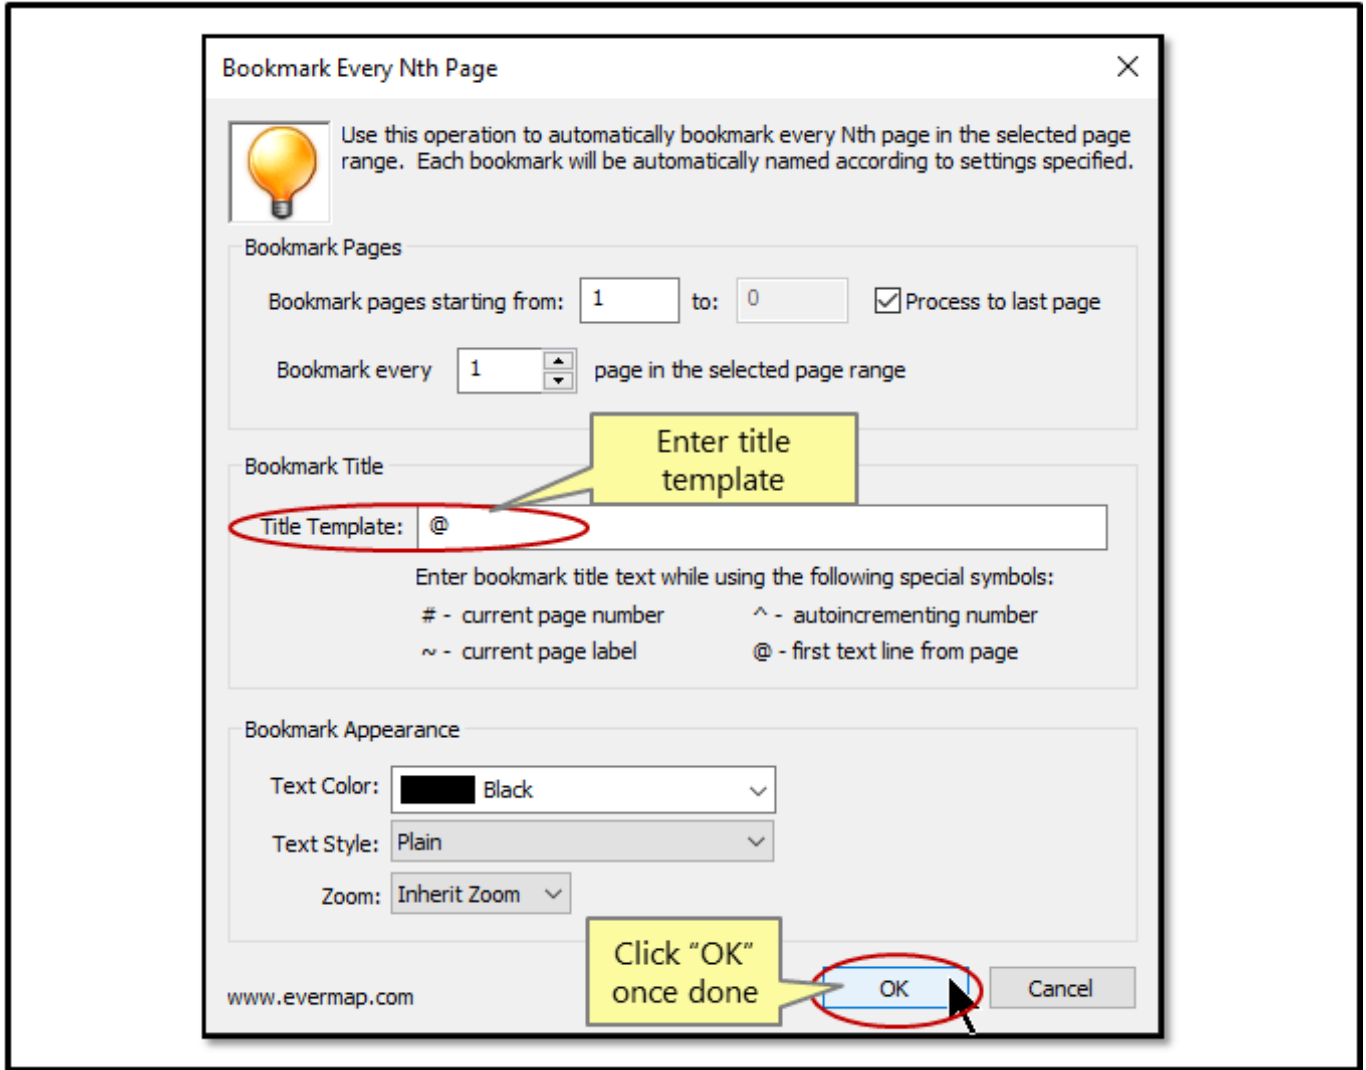 Bookmark Every Nth Page
Use this operation to automatically bookmark every Nth page in the selected page
range. Each bookmark will be automatically named according to settings specified.
Bookmark Pages
Bookmark pages starting from: 1 to: 0 Process to last page
Bookmark every 1 page in the selected page range
Enter title
template
Bookmark Title
Title Template: @
Enter bookmark title text while using the following special symbols:
# - current page number ^ - autoincrementing number
~ - current page label @ - first text line from page
Bookmark Appearance
Text Color: Black
Text Style: Plain
Zoom: Inherit Zoom
Click “OK”
once done
www.evermap.com OK Cancel